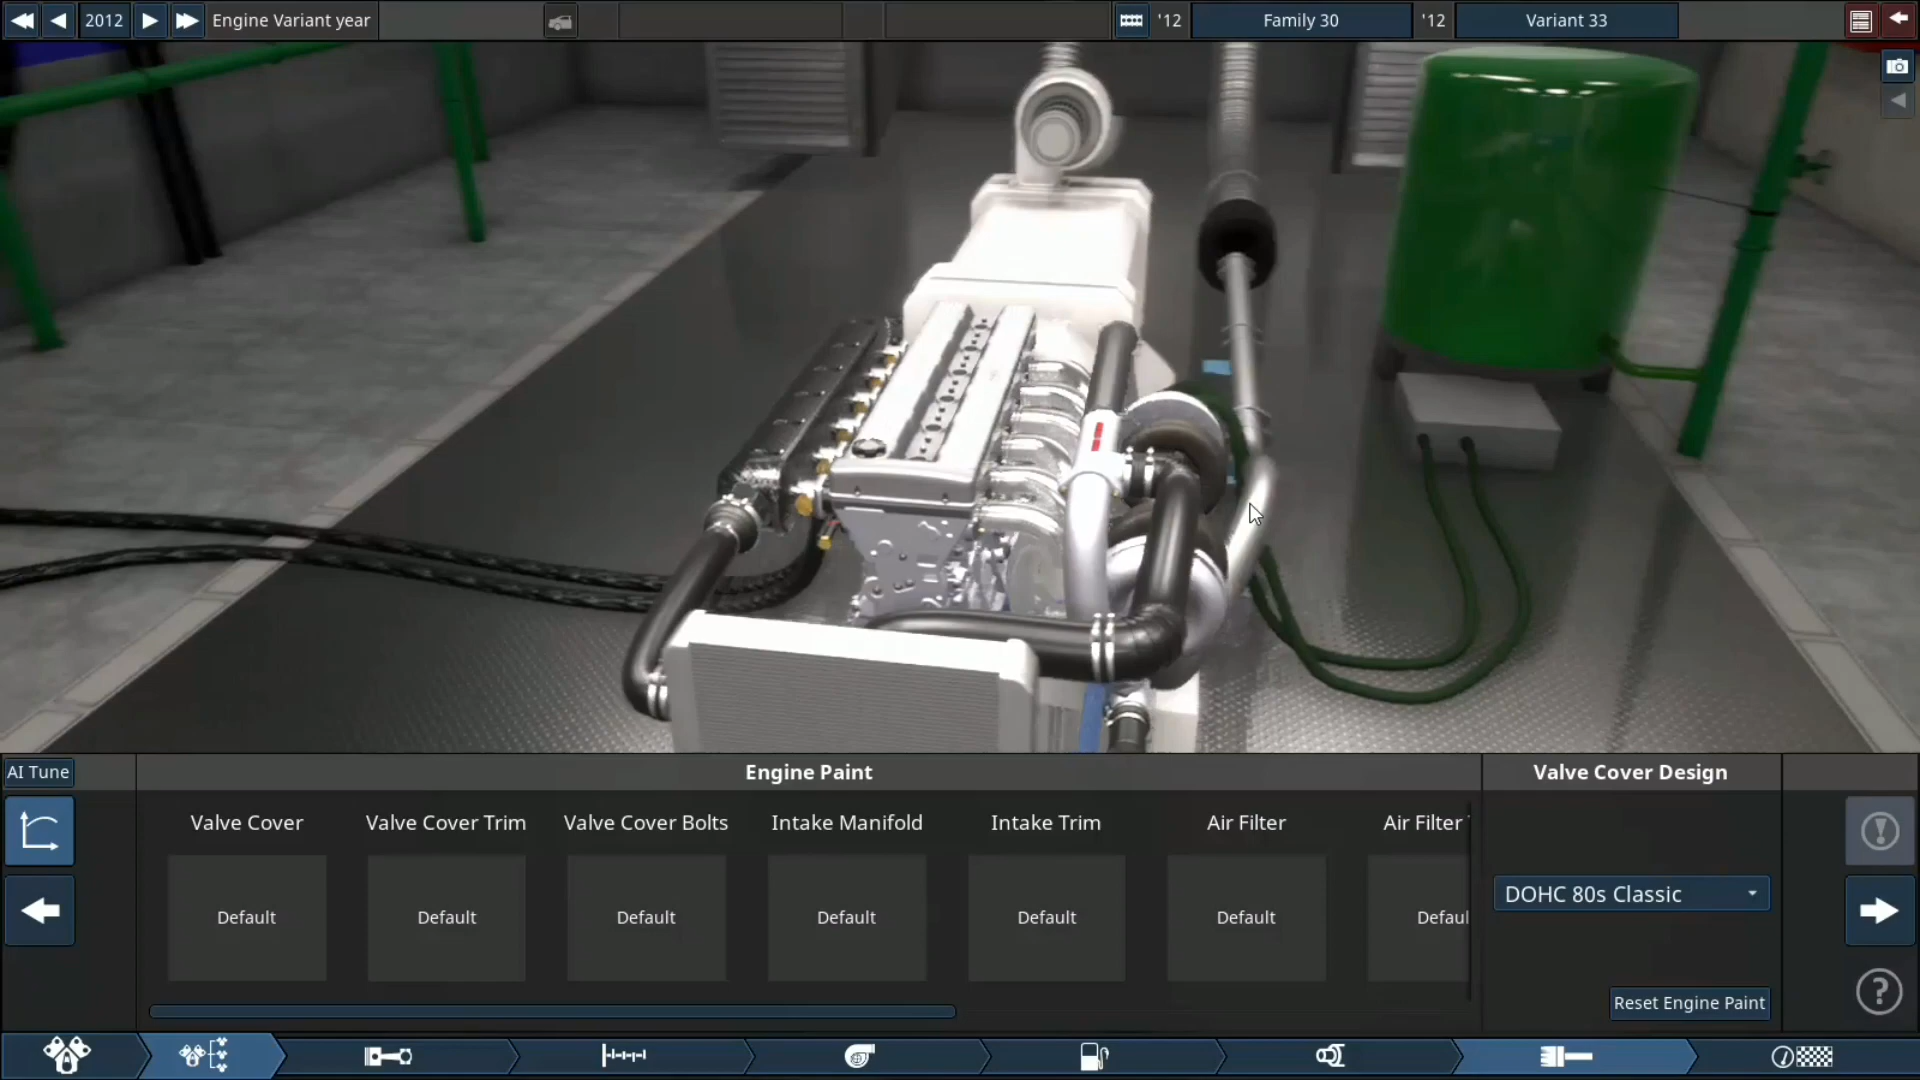 2012 Engine Variant year '12 Family 30 '12 Variant 33
AI Tune Engine Paint Valve Cover Design
Valve Cover Valve Cover Trim Valve Cover Bolts Intake Manifold Intake Trim Air Filter Air Filter
Default Default Default Default Default Default Defaul
DOHC 80s Classic
Reset Engine Paint